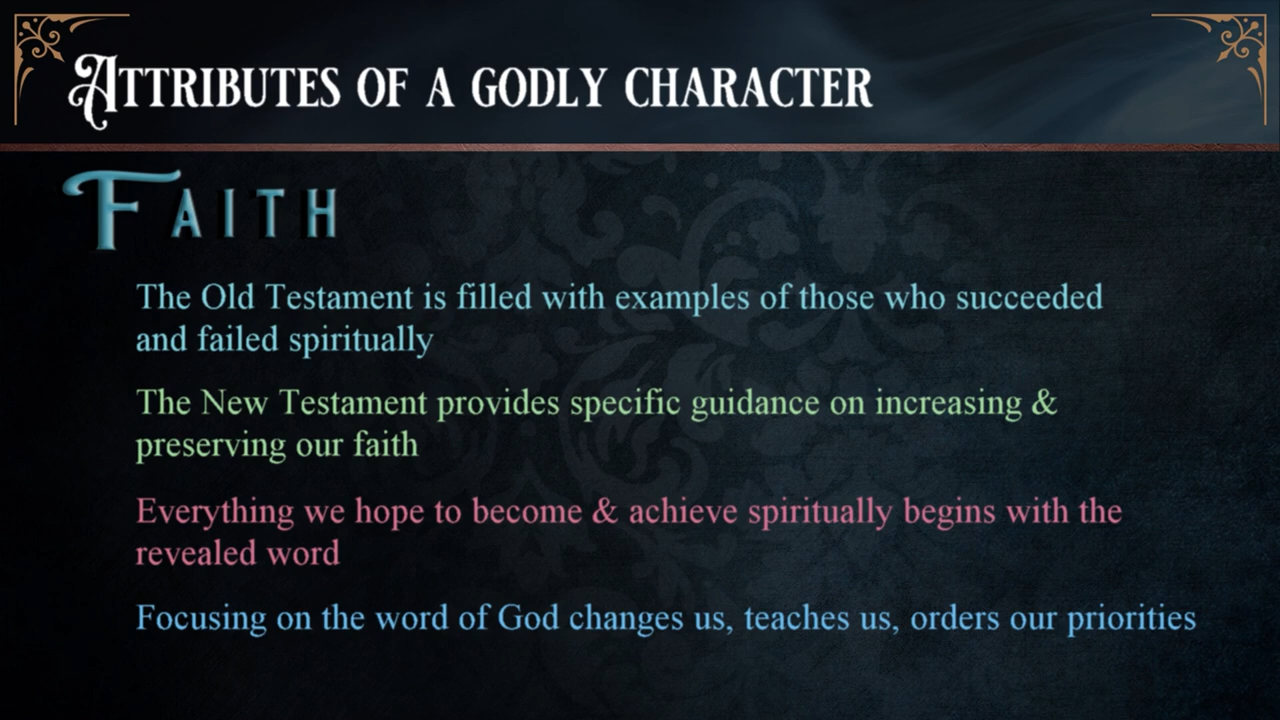 Attributes of a godly character
Faith
The Old Testament is filled with examples of those who succeeded
and failed spiritually
The New Testament provides specific guidance on increasing &
preserving our faith
Everything we hope to become & achieve spiritually begins with the
revealed word
Focusing on the word of God changes us, teaches us, orders our priorities